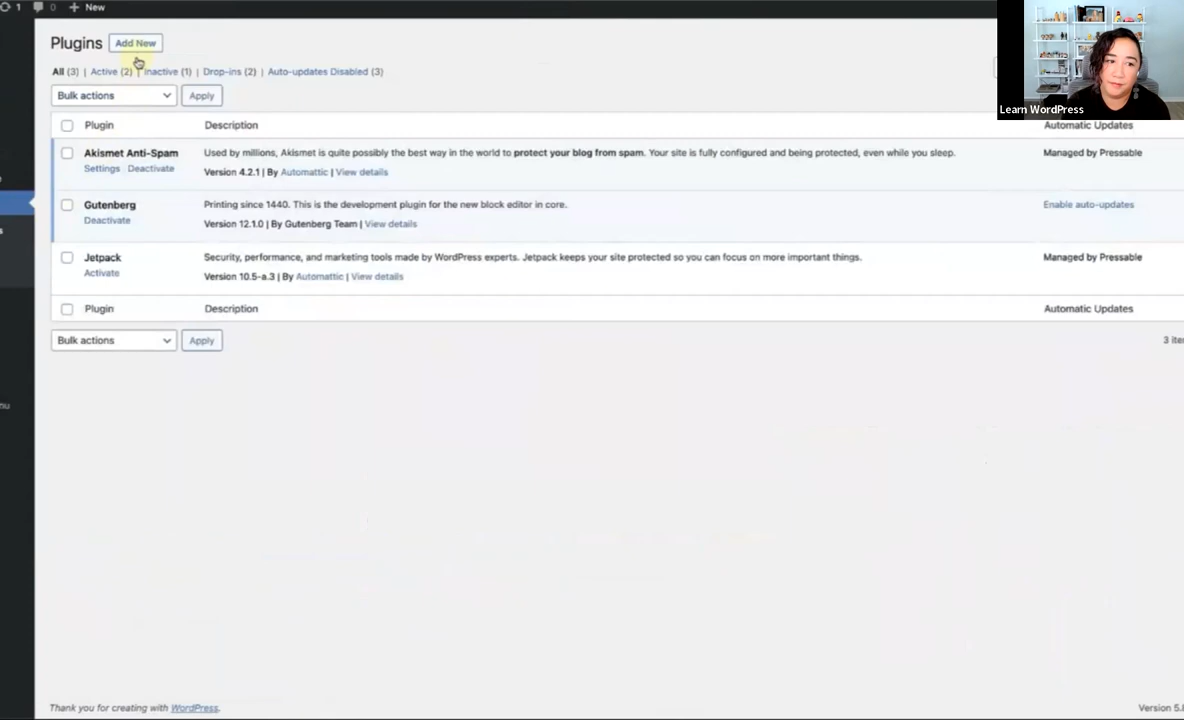 1 0 + New
Plugins Add New
All (3) | Active (2) | Inactive (1) | Drop-ins (2) | Auto-updates Disabled (3)
Bulk actions Apply
Learn WordPress
Plugin Description Automatic Updates
Akismet Anti-Spam Used by millions, Akismet is quite possibly the best way in the world to protect your blog from spam. Your site is fully configured and being protected, even while you sleep. Managed by Pressable
Settings Deactivate Version 4.2.1 | By Automattic | View details
Gutenberg Printing since 1440. This is the development plugin for the new block editor in core. Enable auto-updates
Deactivate Version 12.1.0 | By Gutenberg Team | View details
Jetpack Security, performance, and marketing tools made by WordPress experts. Jetpack keeps your site protected so you can focus on more important things. Managed by Pressable
Activate Version 10.5-a.3 | By Automattic | View details
Plugin Description Automatic Updates
Bulk actions Apply 3 ite
Thank you for creating with WordPress. Version 5.